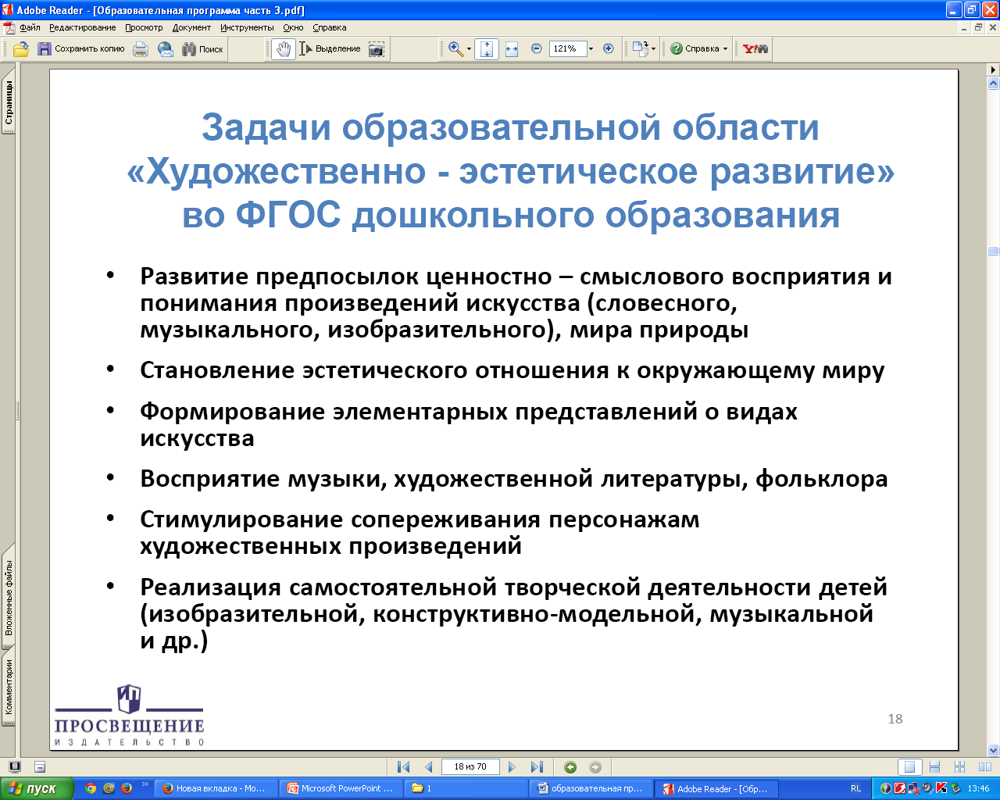 Adobe Reader - [Образовательная программа часть 3.pdf]
Файл Редактирование Просмотр Документ Инструменты Окно Справка
Сохранить копию Поиск Выделение 121% Справка Y!
Страницы
Задачи образовательной области
«Художественно - эстетическое развитие»
во ФГОС дошкольного образования
• Развитие предпосылок ценностно – смыслового восприятия и
понимания произведений искусства (словесного,
музыкального, изобразительного), мира природы
• Становление эстетического отношения к окружающему миру
• Формирование элементарных представлений о видах
искусства
• Восприятие музыки, художественной литературы, фольклора
• Стимулирование сопереживания персонажам
художественных произведений
• Реализация самостоятельной творческой деятельности детей
(изобразительной, конструктивно-модельной, музыкальной
и др.)
Вложенные файлы
Комментарии
ИП
ПРОСВЕЩЕНИЕ
ИЗДАТЕЛЬСТВО
18
18 из 70
пуск Новая вкладка - Mo... Microsoft PowerPoint ... 1 образовательная пр... Adobe Reader - [Обр... RL 13:46